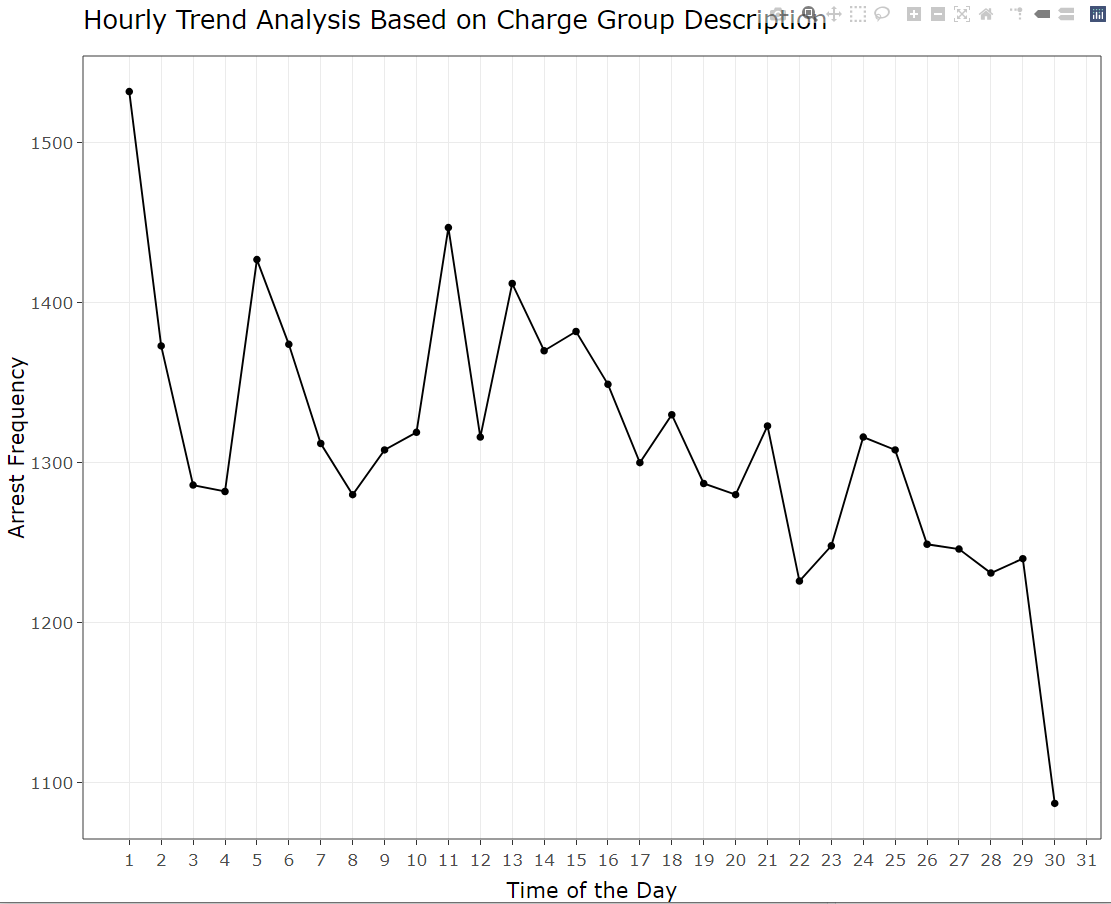 Hourly Trend Analysis Based on Charge Group Description
1500
1400
1300
1200
1100
Arrest Frequency
1 2 3 4 5 6 7 8 9 10 11 12 13 14 15 16 17 18 19 20 21 22 23 24 25 26 27 28 29 30 31
Time of the Day